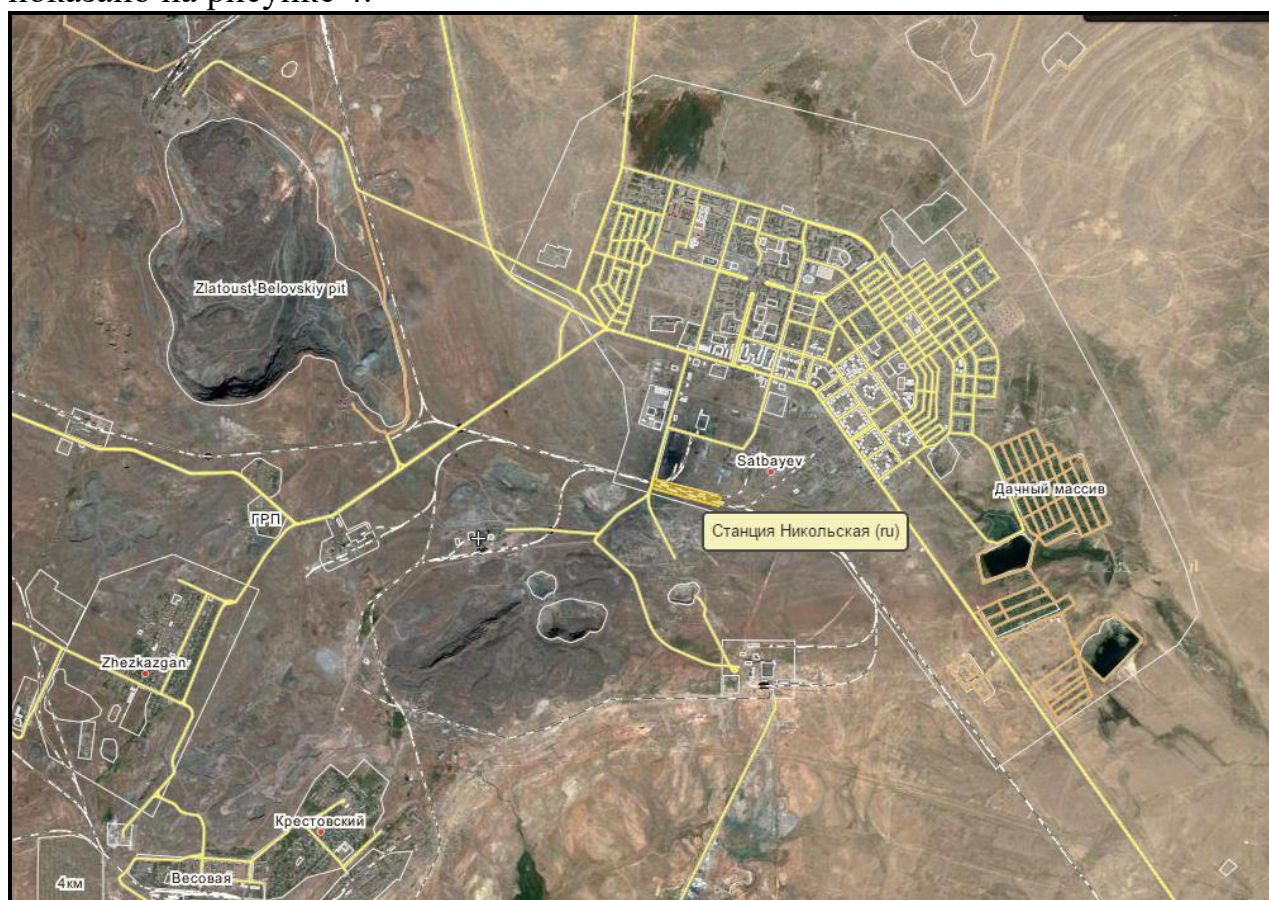 показано на рисунке 4.
Zlatoust-Belovskiy pit
Satbayev
Дачный массив
ГРП
Станция Никольская (ru)
Zhezkazgan
Крестовский
Весовая
4км